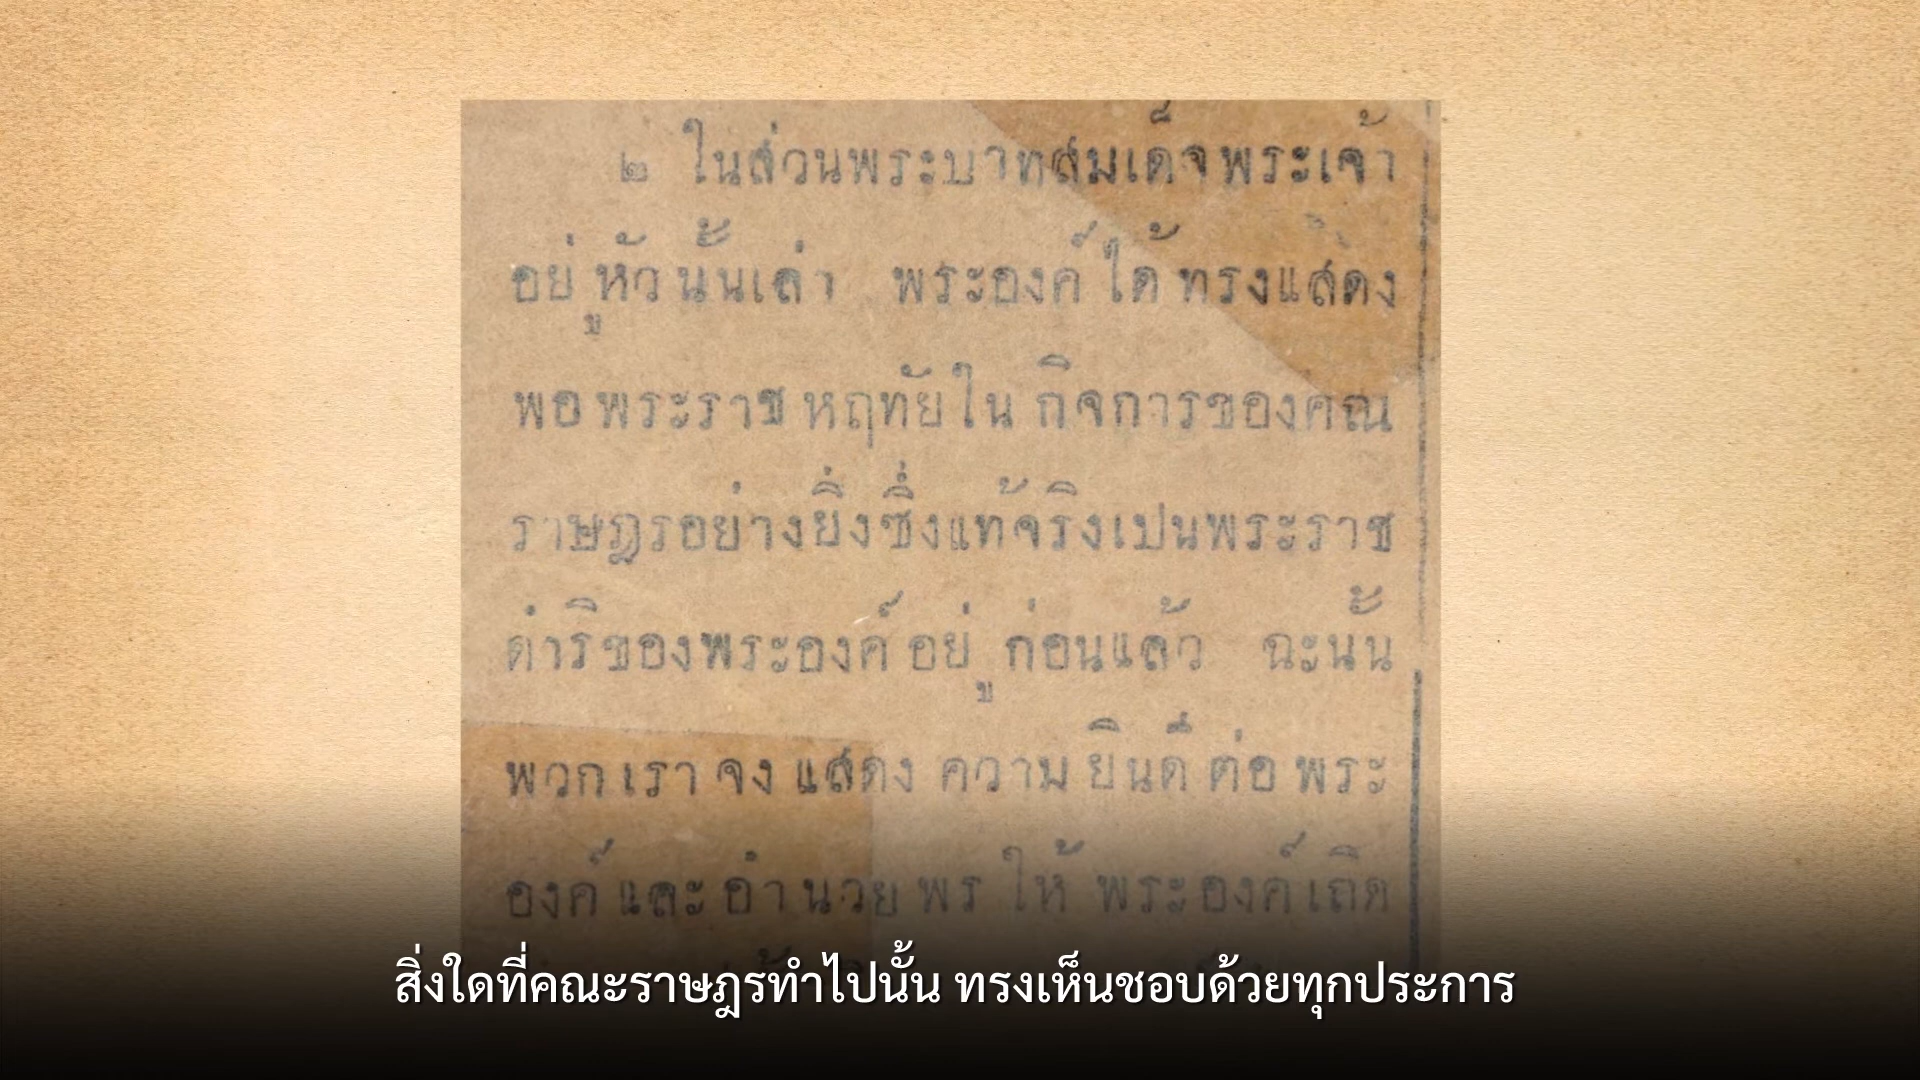 ๒ ในส่วนพระบาทสมเด็จพระเจ้า
อยู่หัวนั้นเล่า พระองค์ได้ทรงแสดง
พอพระราชหฤทัยในกิจการของคณ
ราษฎรอย่างยิ่งซึ่งแท้จริงเปนพระราช
ดำริของพระองค์อยู่ก่อนแล้ว ฉะนั้น
พวกเราจงแสดงความยินดีต่อพระ
องค์และอำนวยพรให้พระองค์เถิด
สิ่งใดที่คณะราษฎรทำไปนั้น ทรงเห็นชอบด้วยทุกประการ